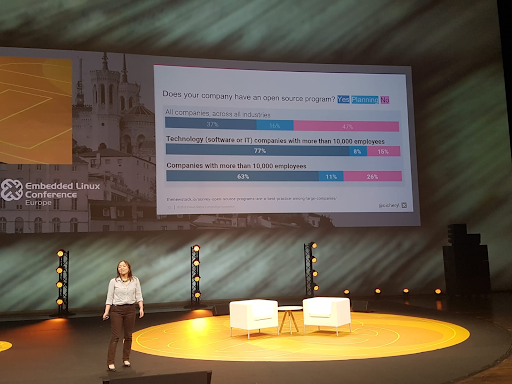 Does your company have an open source program? Yes Planning No
All companies, across all industries
37% 16% 47%
Technology (software or IT) companies with more than 10,000 employees
77% 8% 15%
Companies with more than 10,000 employees
63% 11% 26%
Embedded Linux
Conference
Europe